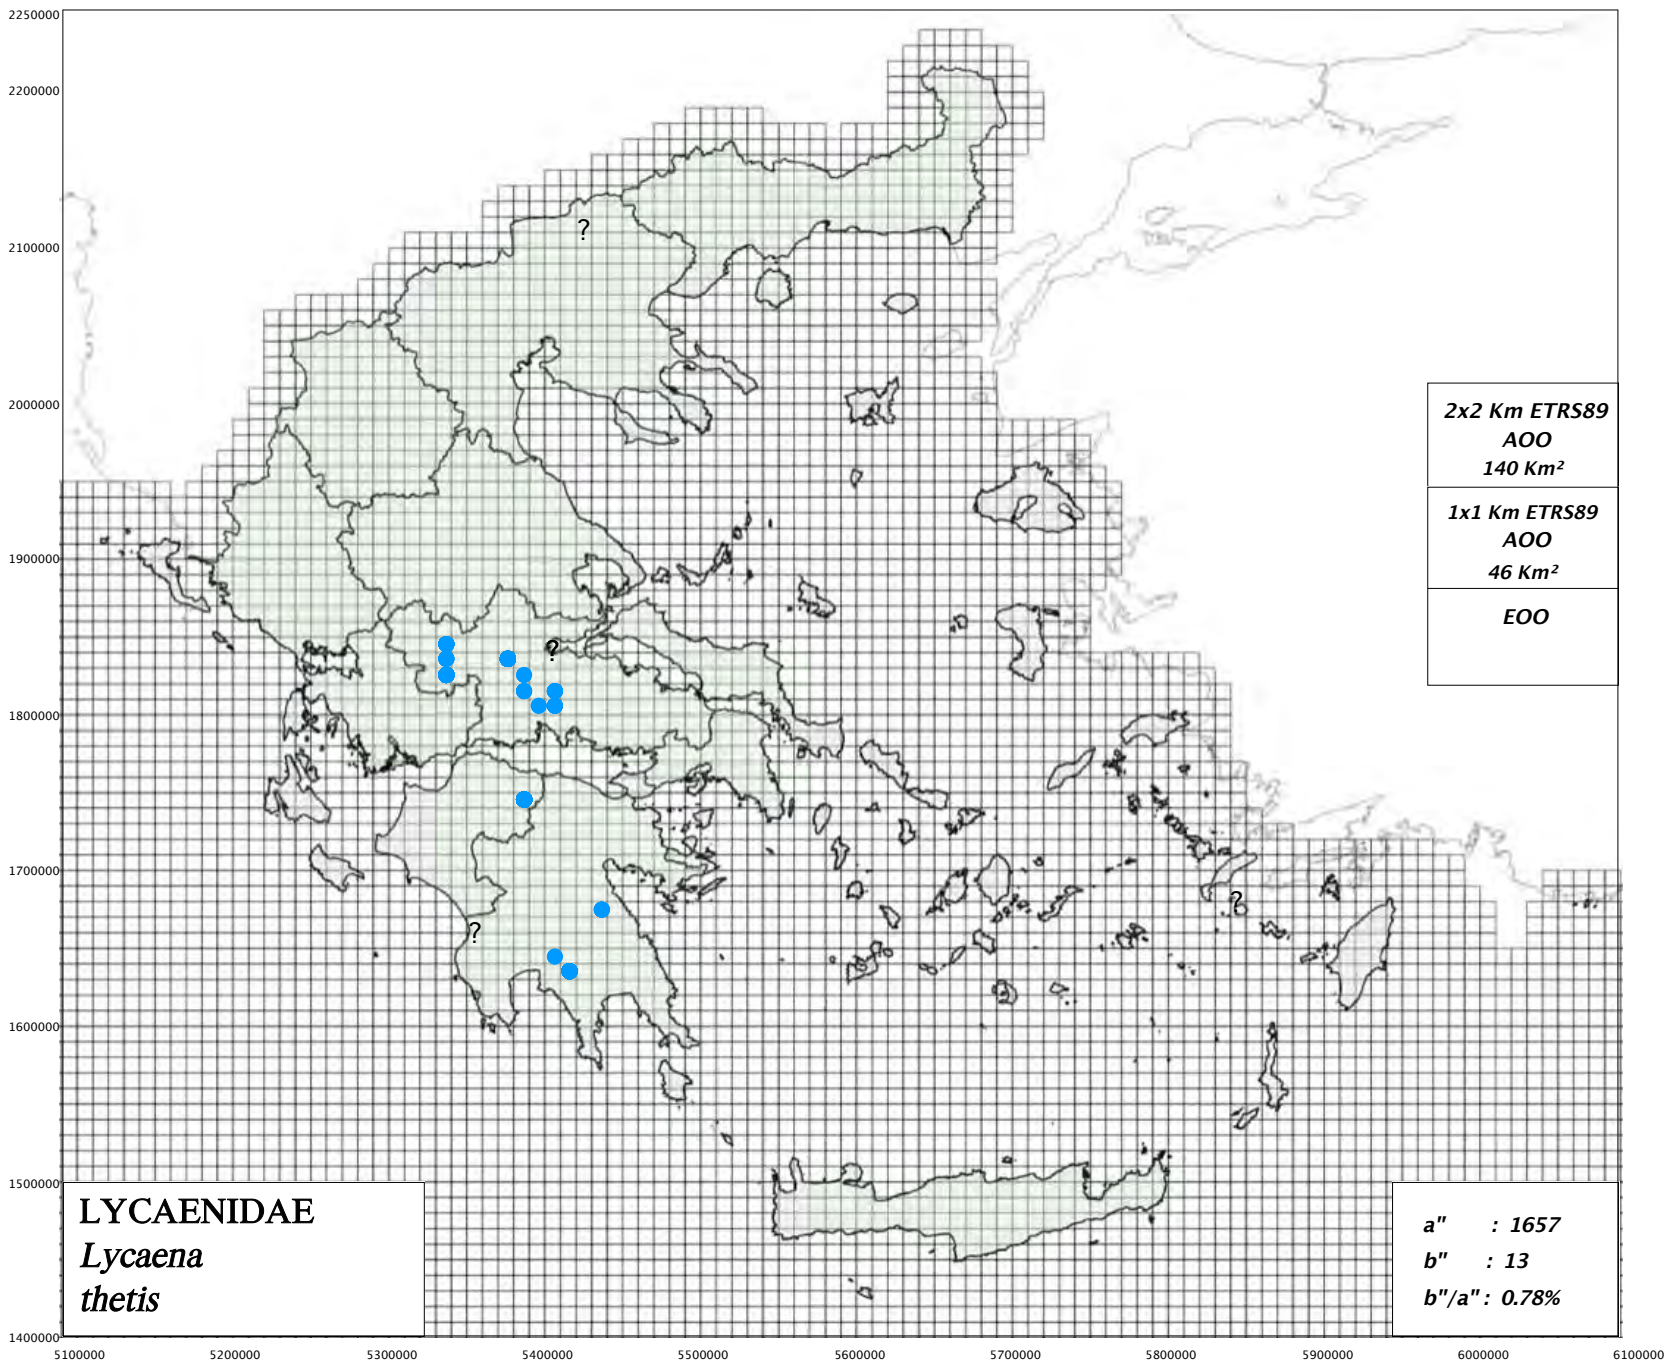 2250000
2200000
2100000
2000000
1900000
1800000
1700000
1600000
1500000
1400000
?
?
?
?
2x2 Km ETRS89
AOO
140 Km²
1x1 Km ETRS89
AOO
46 Km²
EOO
LYCAENIDAE
Lycaena
thetis
a" : 1657
b" : 13
b"/a" : 0.78%
5100000 5200000 5300000 5400000 5500000 5600000 5700000 5800000 5900000 6000000 6100000